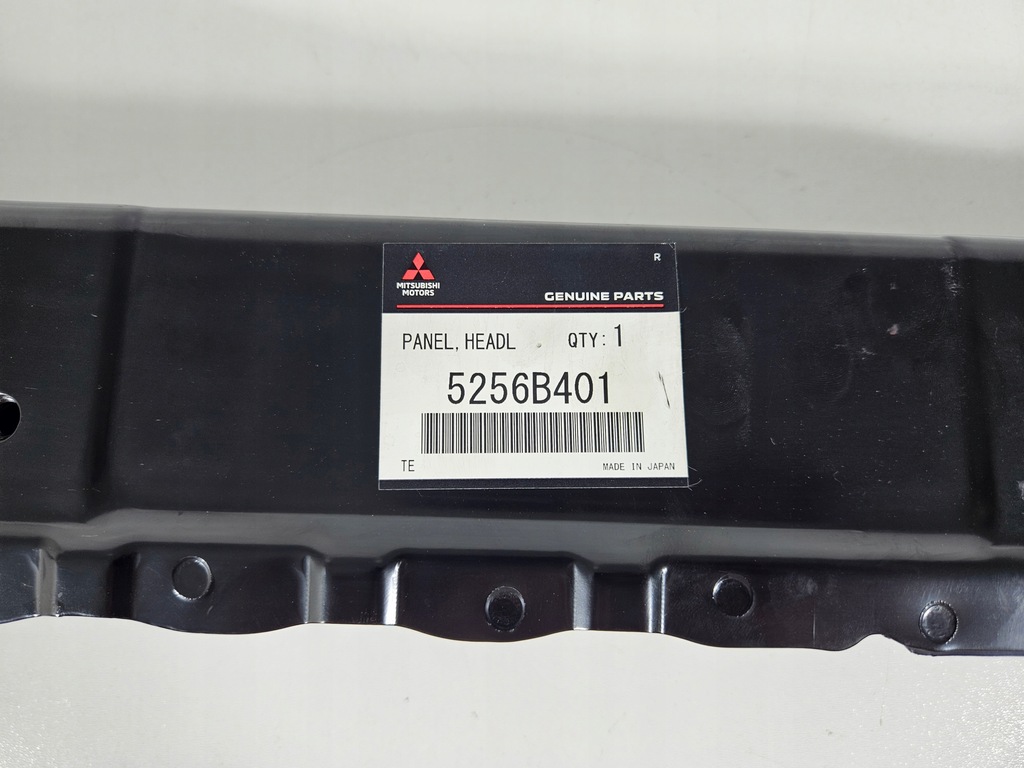 R
MITSUBISHI
MOTORS
GENUINE PARTS
PANEL, HEADL QTY: 1
5256B401
TE MADE IN JAPAN